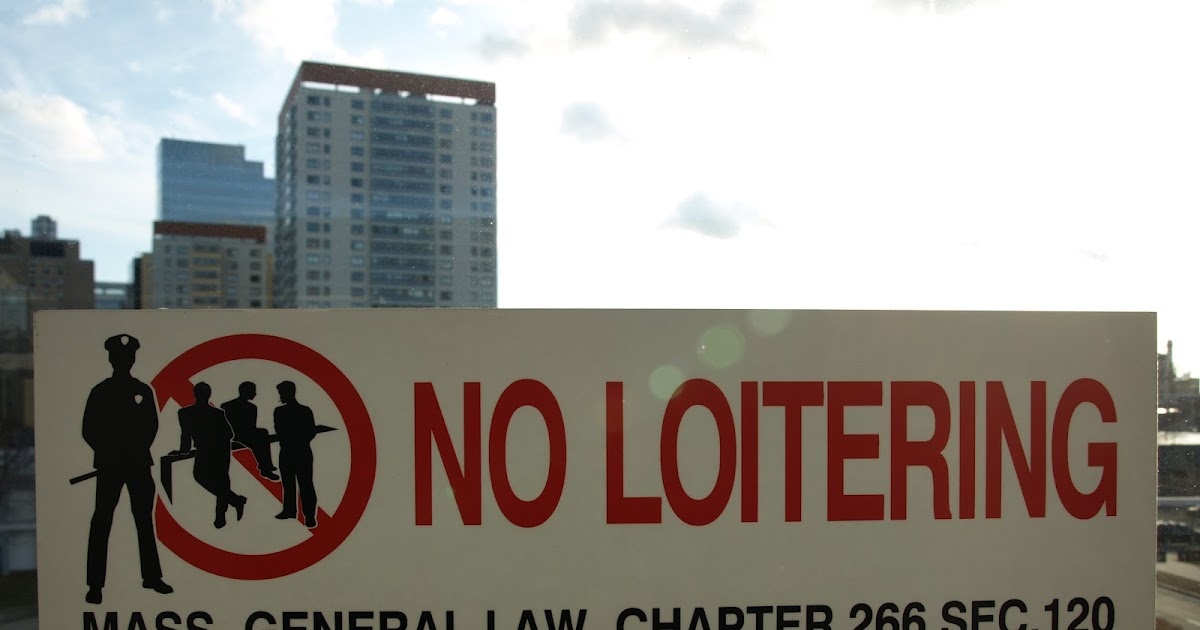 NO LOITERING
MASS. GENERAL LAW, CHAPTER 266 SEC.120